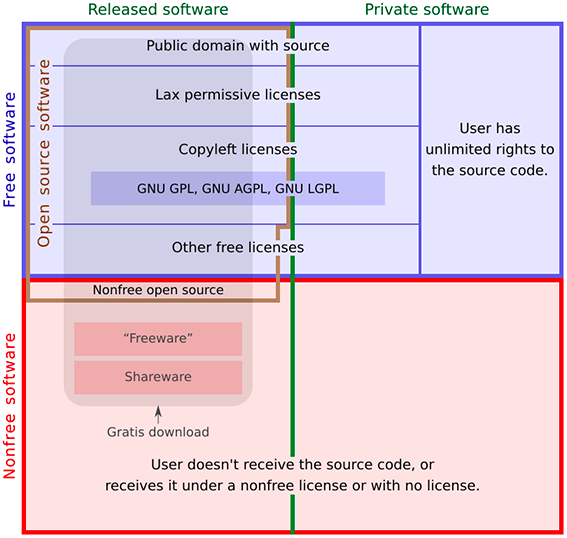 Released software
Private software
Free software
Open source software
Public domain with source
Lax permissive licenses
Copyleft licenses
GNU GPL, GNU AGPL, GNU LGPL
Other free licenses
User has
unlimited rights to
the source code.
Nonfree software
Nonfree open source
“Freeware”
Shareware
Gratis download
User doesn't receive the source code, or
receives it under a nonfree license or with no license.